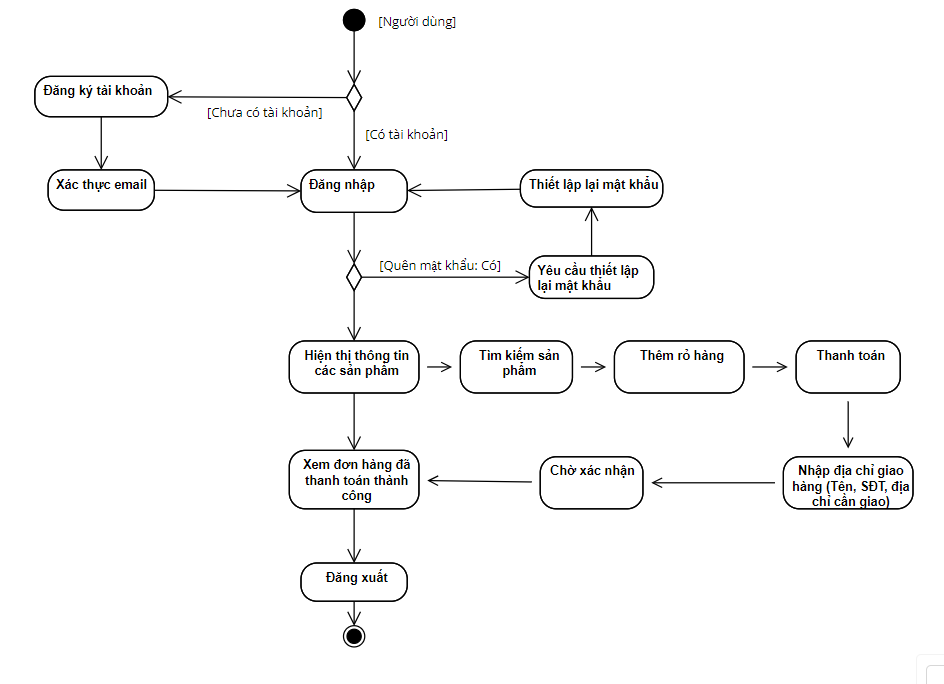 [Người dùng]
Đăng ký tài khoản
[Chưa có tài khoản]
[Có tài khoản]
Xác thực email
Đăng nhập
Thiết lập lại mật khẩu
[Quên mật khẩu: Có]
Yêu cầu thiết lập
lại mật khẩu
Hiện thị thông tin
các sản phẩm
Tìm kiếm sản
phẩm
Thêm rỏ hàng
Thanh toán
Xem đơn hàng đã
thanh toán thành
công
Chờ xác nhận
Nhập địa chỉ giao
hàng (Tên, SĐT, địa
chỉ cần giao)
Đăng xuất